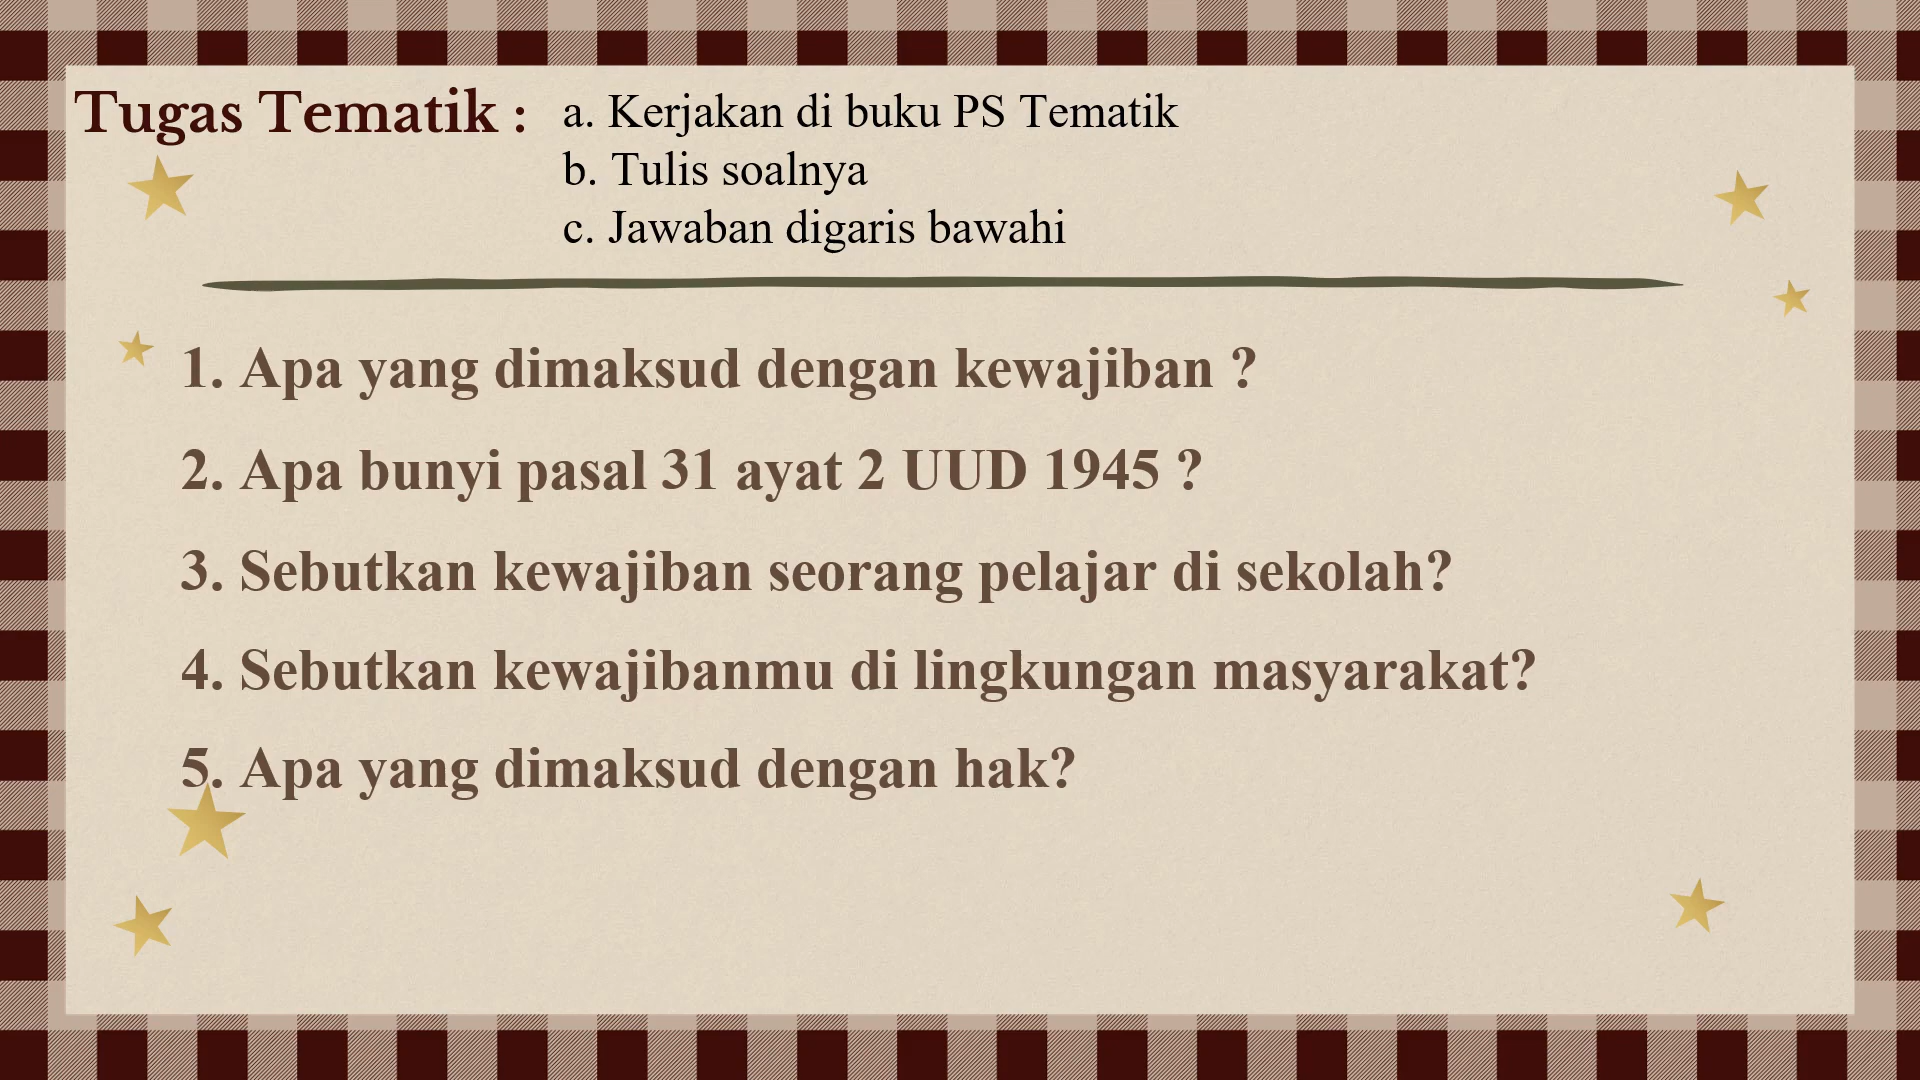 Tugas Tematik :
a. Kerjakan di buku PS Tematik
b. Tulis soalnya
c. Jawaban digaris bawahi
1. Apa yang dimaksud dengan kewajiban ?
2. Apa bunyi pasal 31 ayat 2 UUD 1945 ?
3. Sebutkan kewajiban seorang pelajar di sekolah?
4. Sebutkan kewajibanmu di lingkungan masyarakat?
5. Apa yang dimaksud dengan hak?